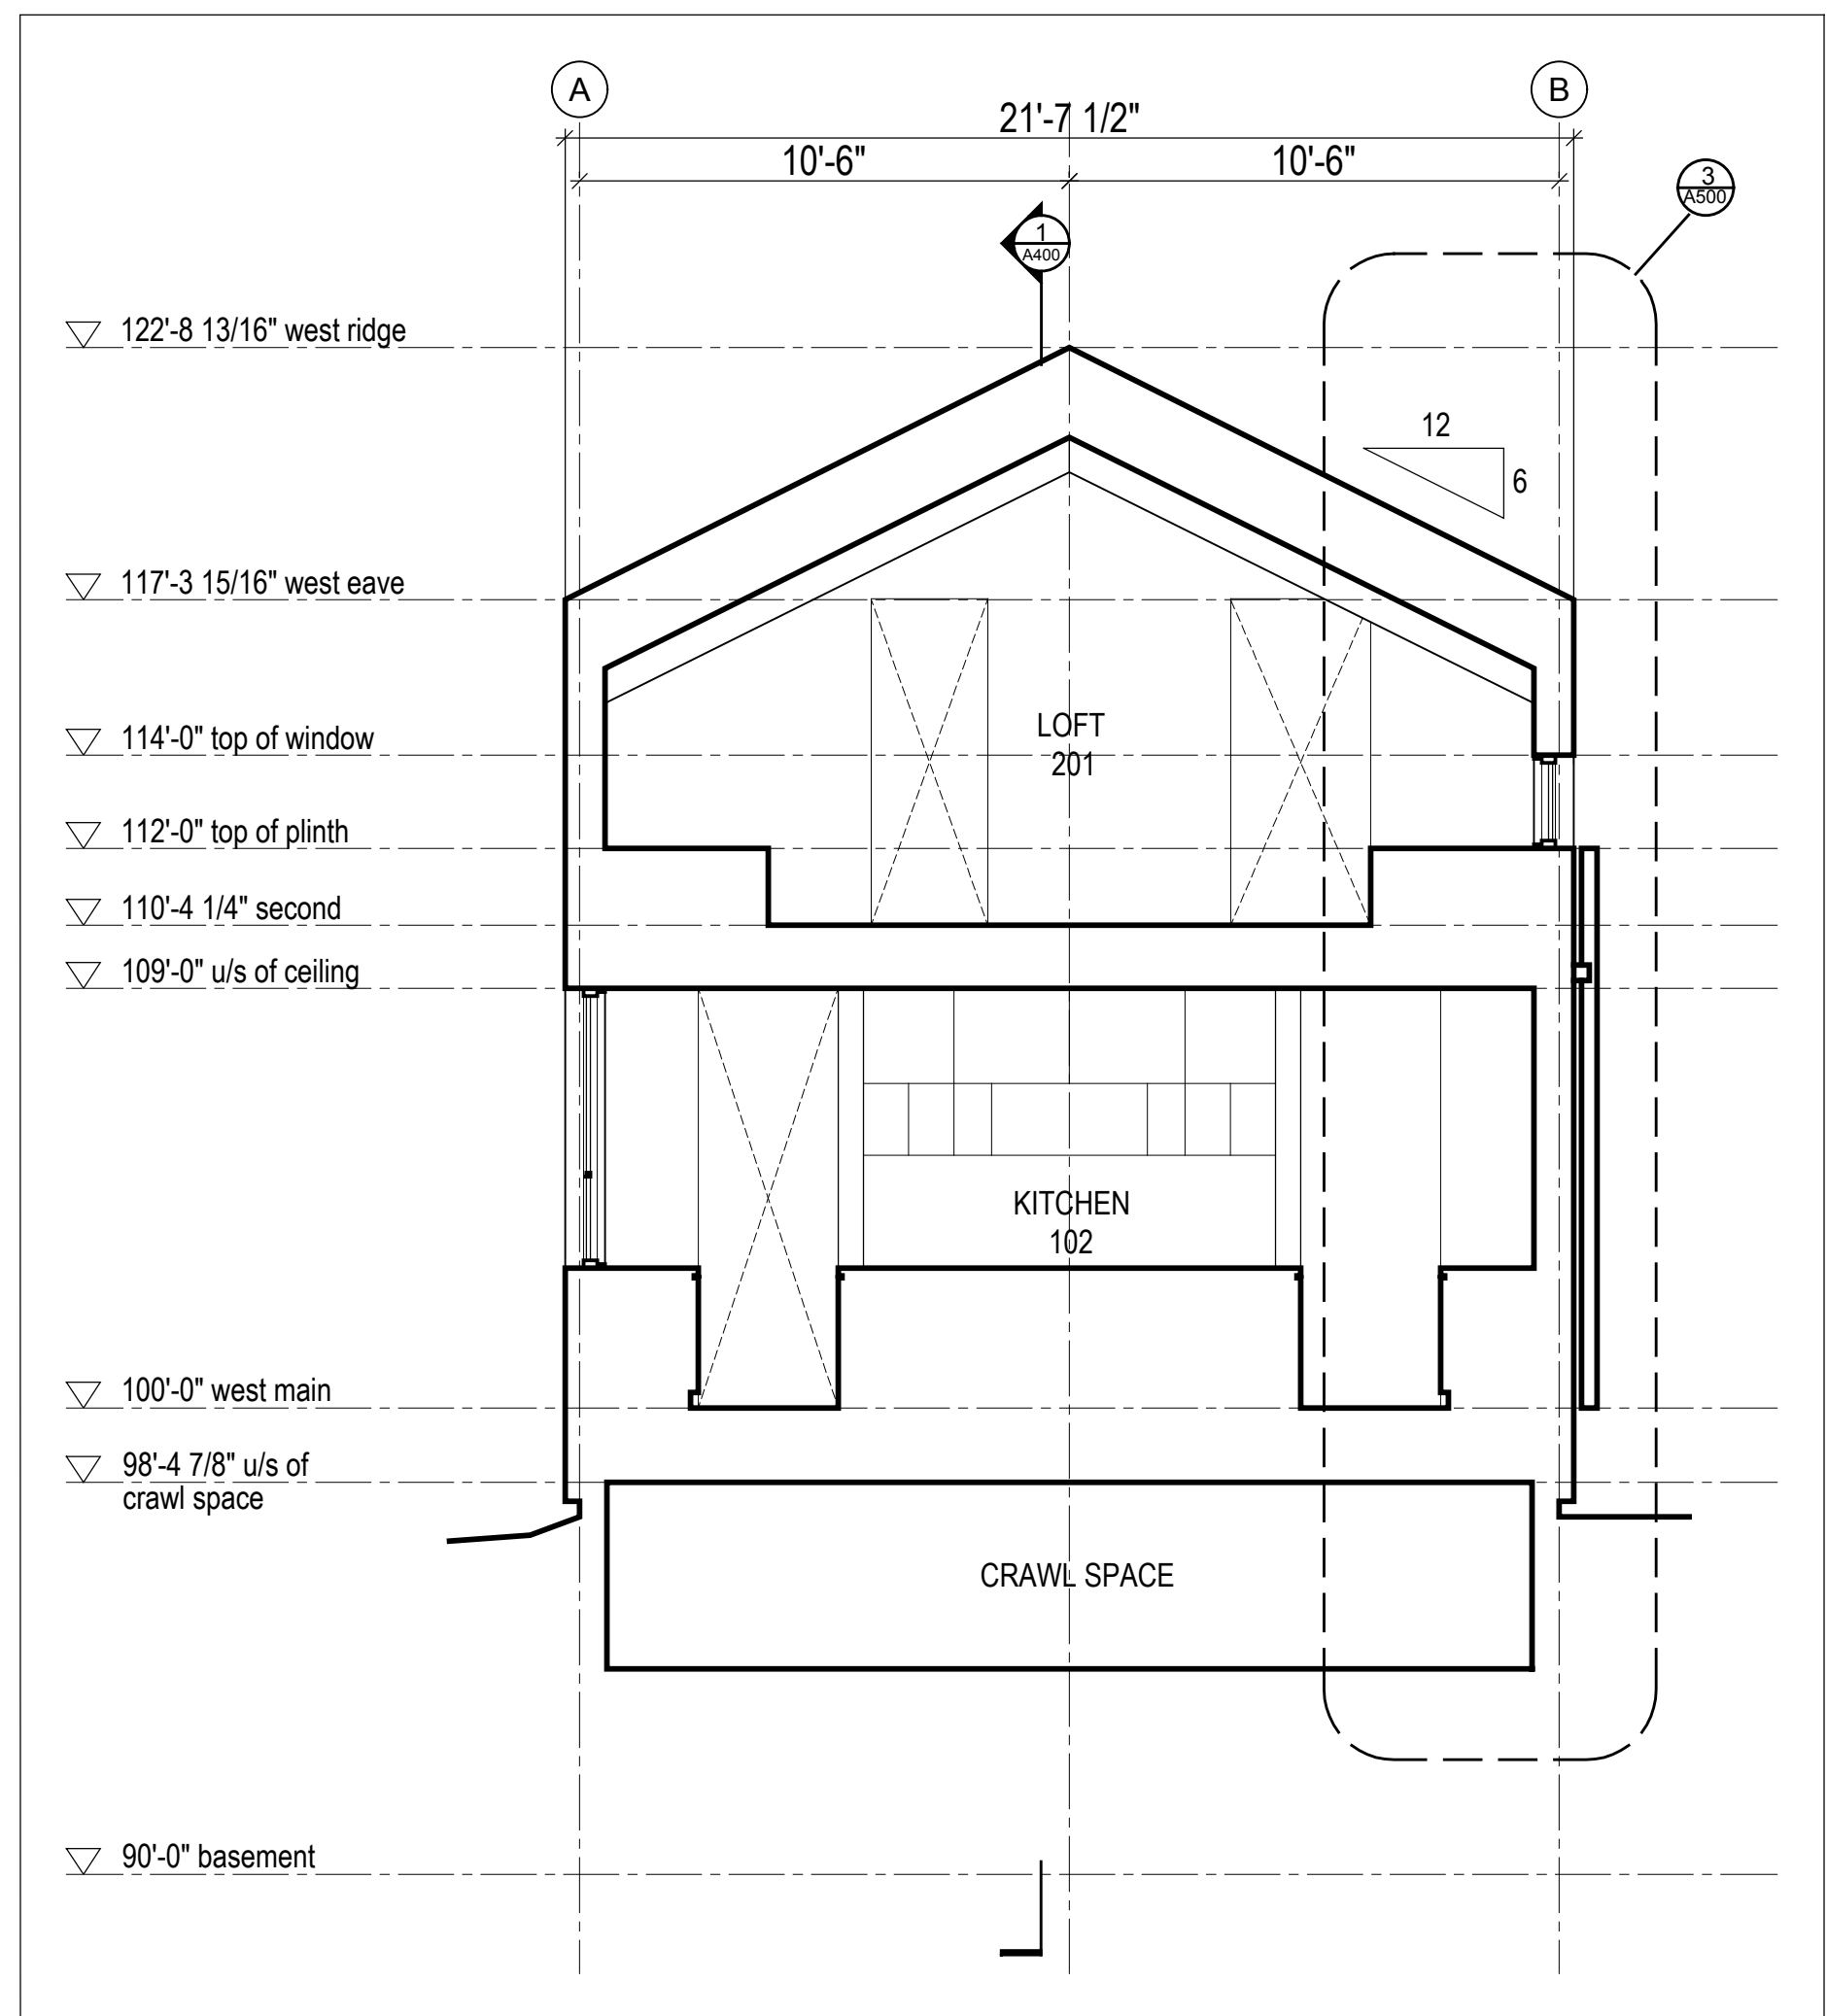 A
B
21'-7 1/2"
10'-6"
10'-6"
3
A500
1
A400
122'-8 13/16" west ridge
12
6
117'-3 15/16" west eave
LOFT
201
114'-0" top of window
112'-0" top of plinth
110'-4 1/4" second
109'-0" u/s of ceiling
KITCHEN
102
100'-0" west main
98'-4 7/8" u/s of
crawl space
CRAWL SPACE
90'-0" basement